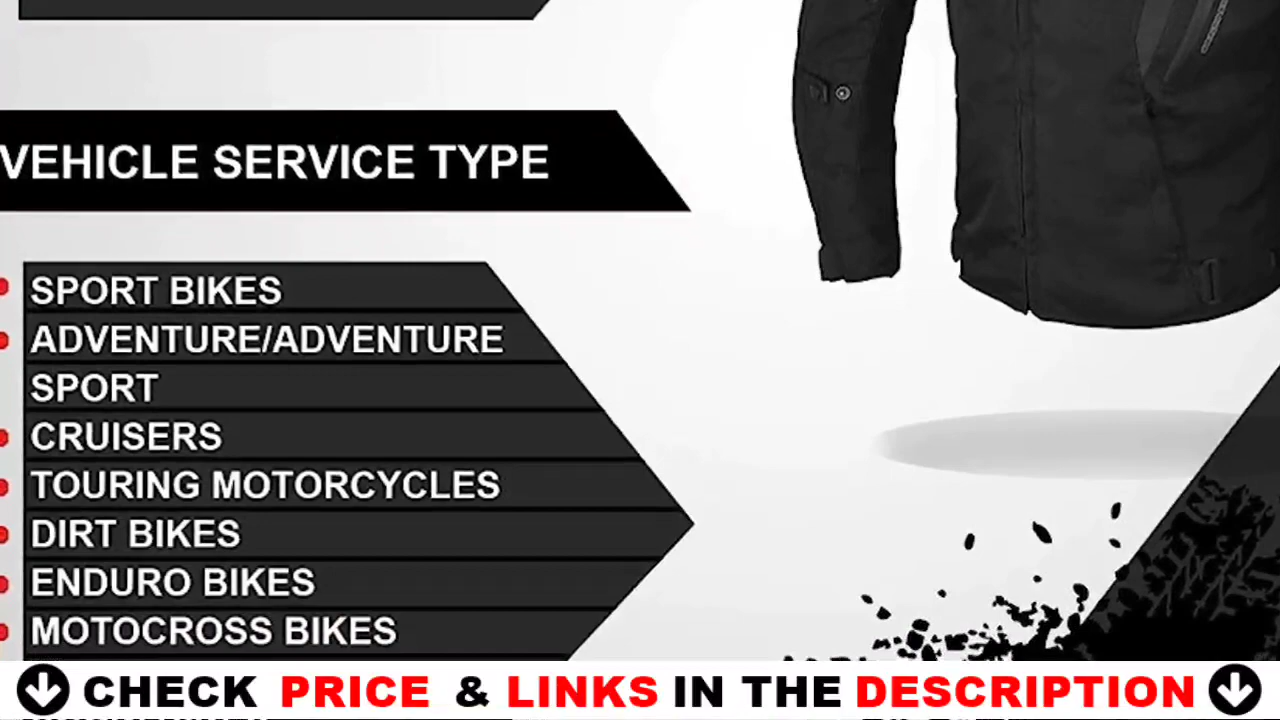 VEHICLE SERVICE TYPE
SPORT BIKES
ADVENTURE/ADVENTURE
SPORT
CRUISERS
TOURING MOTORCYCLES
DIRT BIKES
ENDURO BIKES
MOTOCROSS BIKES
CHECK PRICE & LINKS IN THE DESCRIPTION